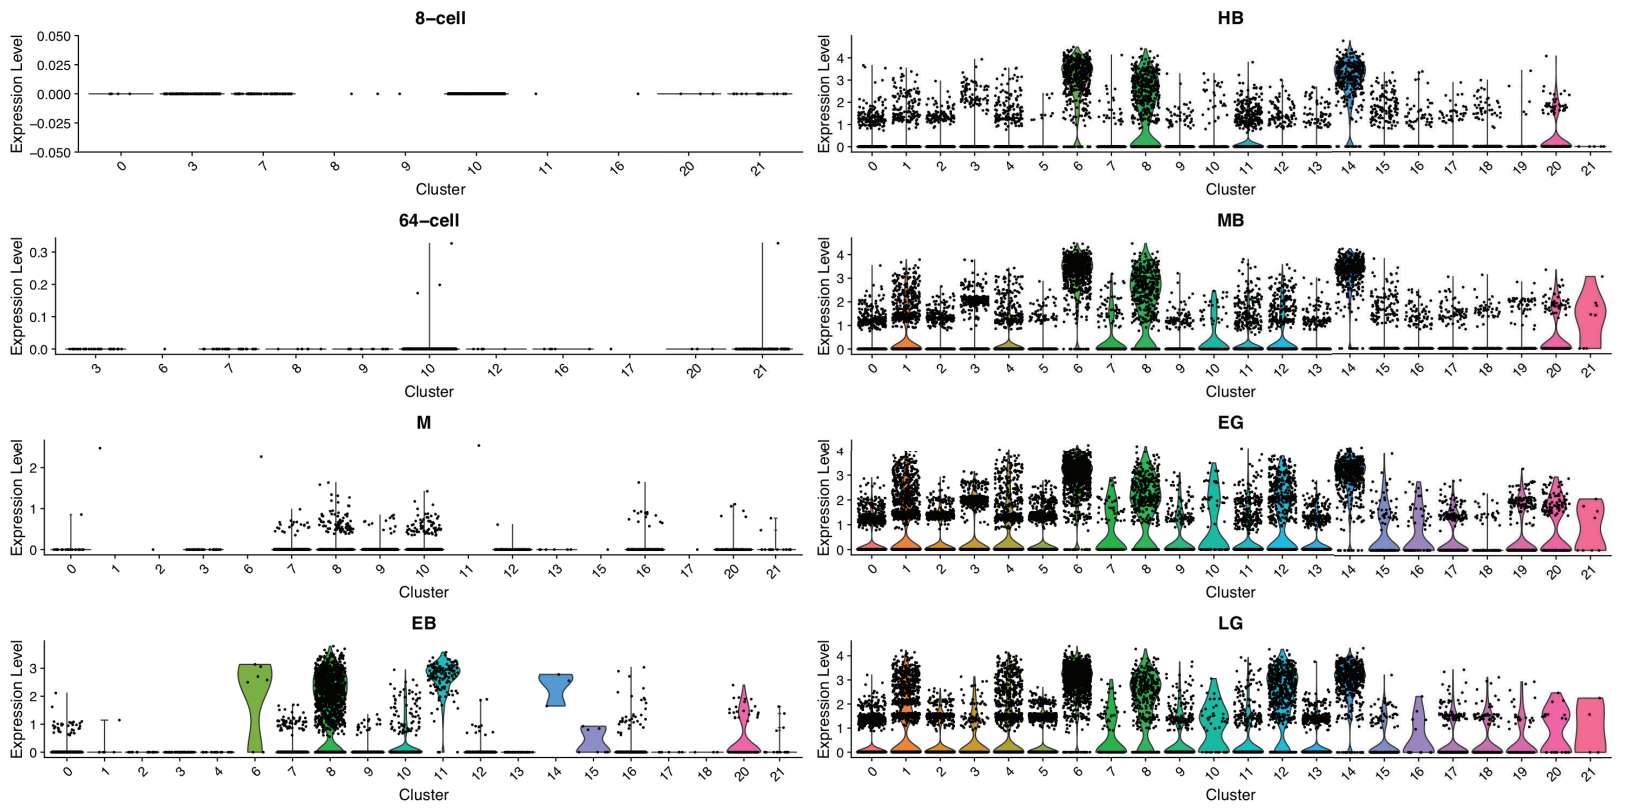 8–cell
Expression Level
0.050
0.025
0.000
–0.025
–0.050
0 3 7 8 9 10 11 16 20 21
Cluster
64–cell
Expression Level
0.3
0.2
0.1
0.0
3 6 7 8 9 10 12 16 17 20 21
Cluster
M
Expression Level
2
1
0
0 1 2 3 6 7 8 9 10 11 12 13 15 16 17 20 21
Cluster
EB
Expression Level
3
2
1
0
0 1 2 3 4 6 7 8 9 10 11 12 13 14 15 16 17 18 20 21
Cluster
HB
Expression Level
4
3
2
1
0
0 1 2 3 4 5 6 7 8 9 10 11 12 13 14 15 16 17 18 19 20 21
Cluster
MB
Expression Level
4
3
2
1
0
0 1 2 3 4 5 6 7 8 9 10 11 12 13 14 15 16 17 18 19 20 21
Cluster
EG
Expression Level
4
3
2
1
0
0 1 2 3 4 5 6 7 8 9 10 11 12 13 14 15 16 17 18 19 20 21
Cluster
LG
Expression Level
4
3
2
1
0
0 1 2 3 4 5 6 7 8 9 10 11 12 13 14 15 16 17 18 19 20 21
Cluster